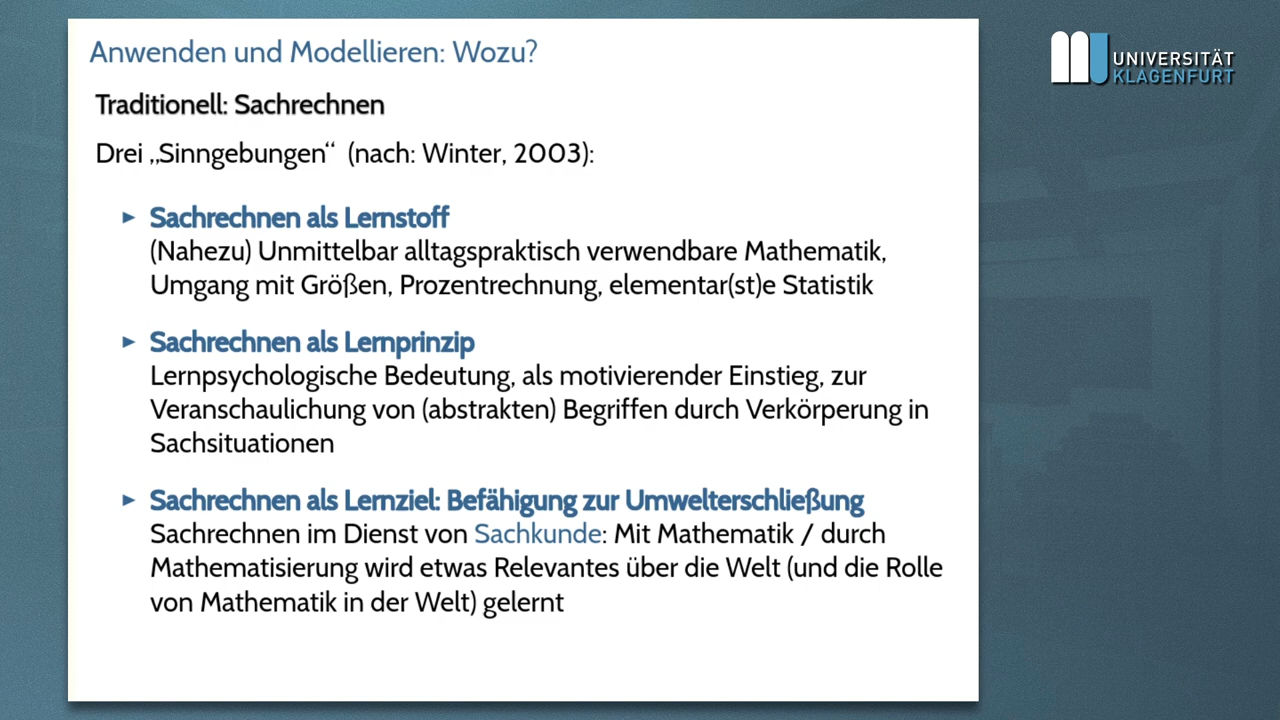 Anwenden und Modellieren: Wozu?
UNIVERSITÄT
KLAGENFURT
Traditionell: Sachrechnen
Drei „Sinngebungen“ (nach: Winter, 2003):
► Sachrechnen als Lernstoff
(Nahezu) Unmittelbar alltagspraktisch verwendbare Mathematik,
Umgang mit Größen, Prozentrechnung, elementar(st)e Statistik
► Sachrechnen als Lernprinzip
Lernpsychologische Bedeutung, als motivierender Einstieg, zur
Veranschaulichung von (abstrakten) Begriffen durch Verkörperung in
Sachsituationen
► Sachrechnen als Lernziel: Befähigung zur Umwelterschließung
Sachrechnen im Dienst von Sachkunde: Mit Mathematik / durch
Mathematisierung wird etwas Relevantes über die Welt (und die Rolle
von Mathematik in der Welt) gelernt